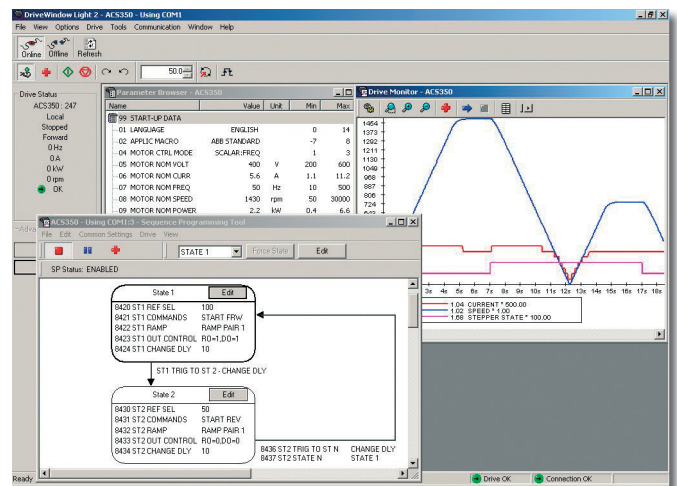 DriveWindow Light 2 - ACS350 - Using COM1
File View Options Drive Tools Communication Window Help
Online Offline Refresh
50.0
Drive Status
ACS350 : 247
Local
Stopped
Forward
0 Hz
0 A
0 kW
0 rpm
OK
Parameter Browser - ACS350
Name Value Unit Min Max
99 START-UP DATA
01 LANGUAGE ENGLISH 0 14
02 APPLIC MACRO ABB STANDARD -7 8
04 MOTOR CTRL MODE SCALAR:FREQ 1 3
05 MOTOR NOM VOLT 400 V 200 600
06 MOTOR NOM CURR 5.6 A 1.1 11.2
07 MOTOR NOM FREQ 50 Hz 10 500
08 MOTOR NOM SPEED 1430 rpm 50 30000
09 MOTOR NOM POWER 2.2 kW 0.4 6.6
Drive Monitor - ACS350
1454
1373
1292
1211
1130
1049
968
887
806
724
3s 4s 5s 6s 7s 8s 9s 10s 11s 12s 13s 14s 15s 16s 17s 18s
1.04 CURRENT * 500.00
1.02 SPEED * 1.00
1.68 STEPPER STATE * 100.00
ACS350 - Using COM1:3 - Sequence Programming Tool
File Edit Common Settings Drive View
STATE 1 Force State Edit
SP Status: ENABLED
State 1 Edit
8420 ST1 REF SEL 100
8421 ST1 COMMANDS START FRW
8422 ST1 RAMP RAMP PAIR 1
8423 ST1 OUT CONTROL RO=1,DO=1
8424 ST1 CHANGE DLY 10
ST1 TRIG TO ST 2 - CHANGE DLY
State 2 Edit
8430 ST2 REF SEL 50
8431 ST2 COMMANDS START REV
8432 ST2 RAMP RAMP PAIR 1
8433 ST2 OUT CONTROL RO=0,DO=0
8434 ST2 CHANGE DLY 10
8436 ST2 TRIG TO ST N CHANGE DLY
8437 ST2 STATE N STATE 1
Ready
Drive OK Connection OK